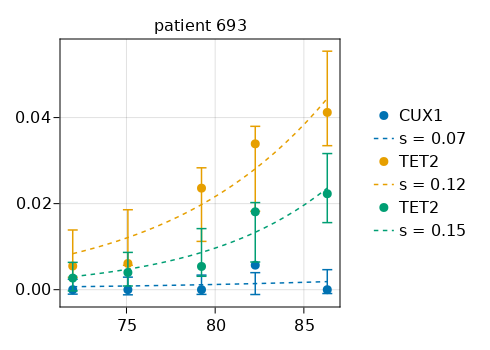 patient 693
0.04
0.02
0.00
75
80
85
CUX1
s = 0.07
TET2
s = 0.12
TET2
s = 0.15